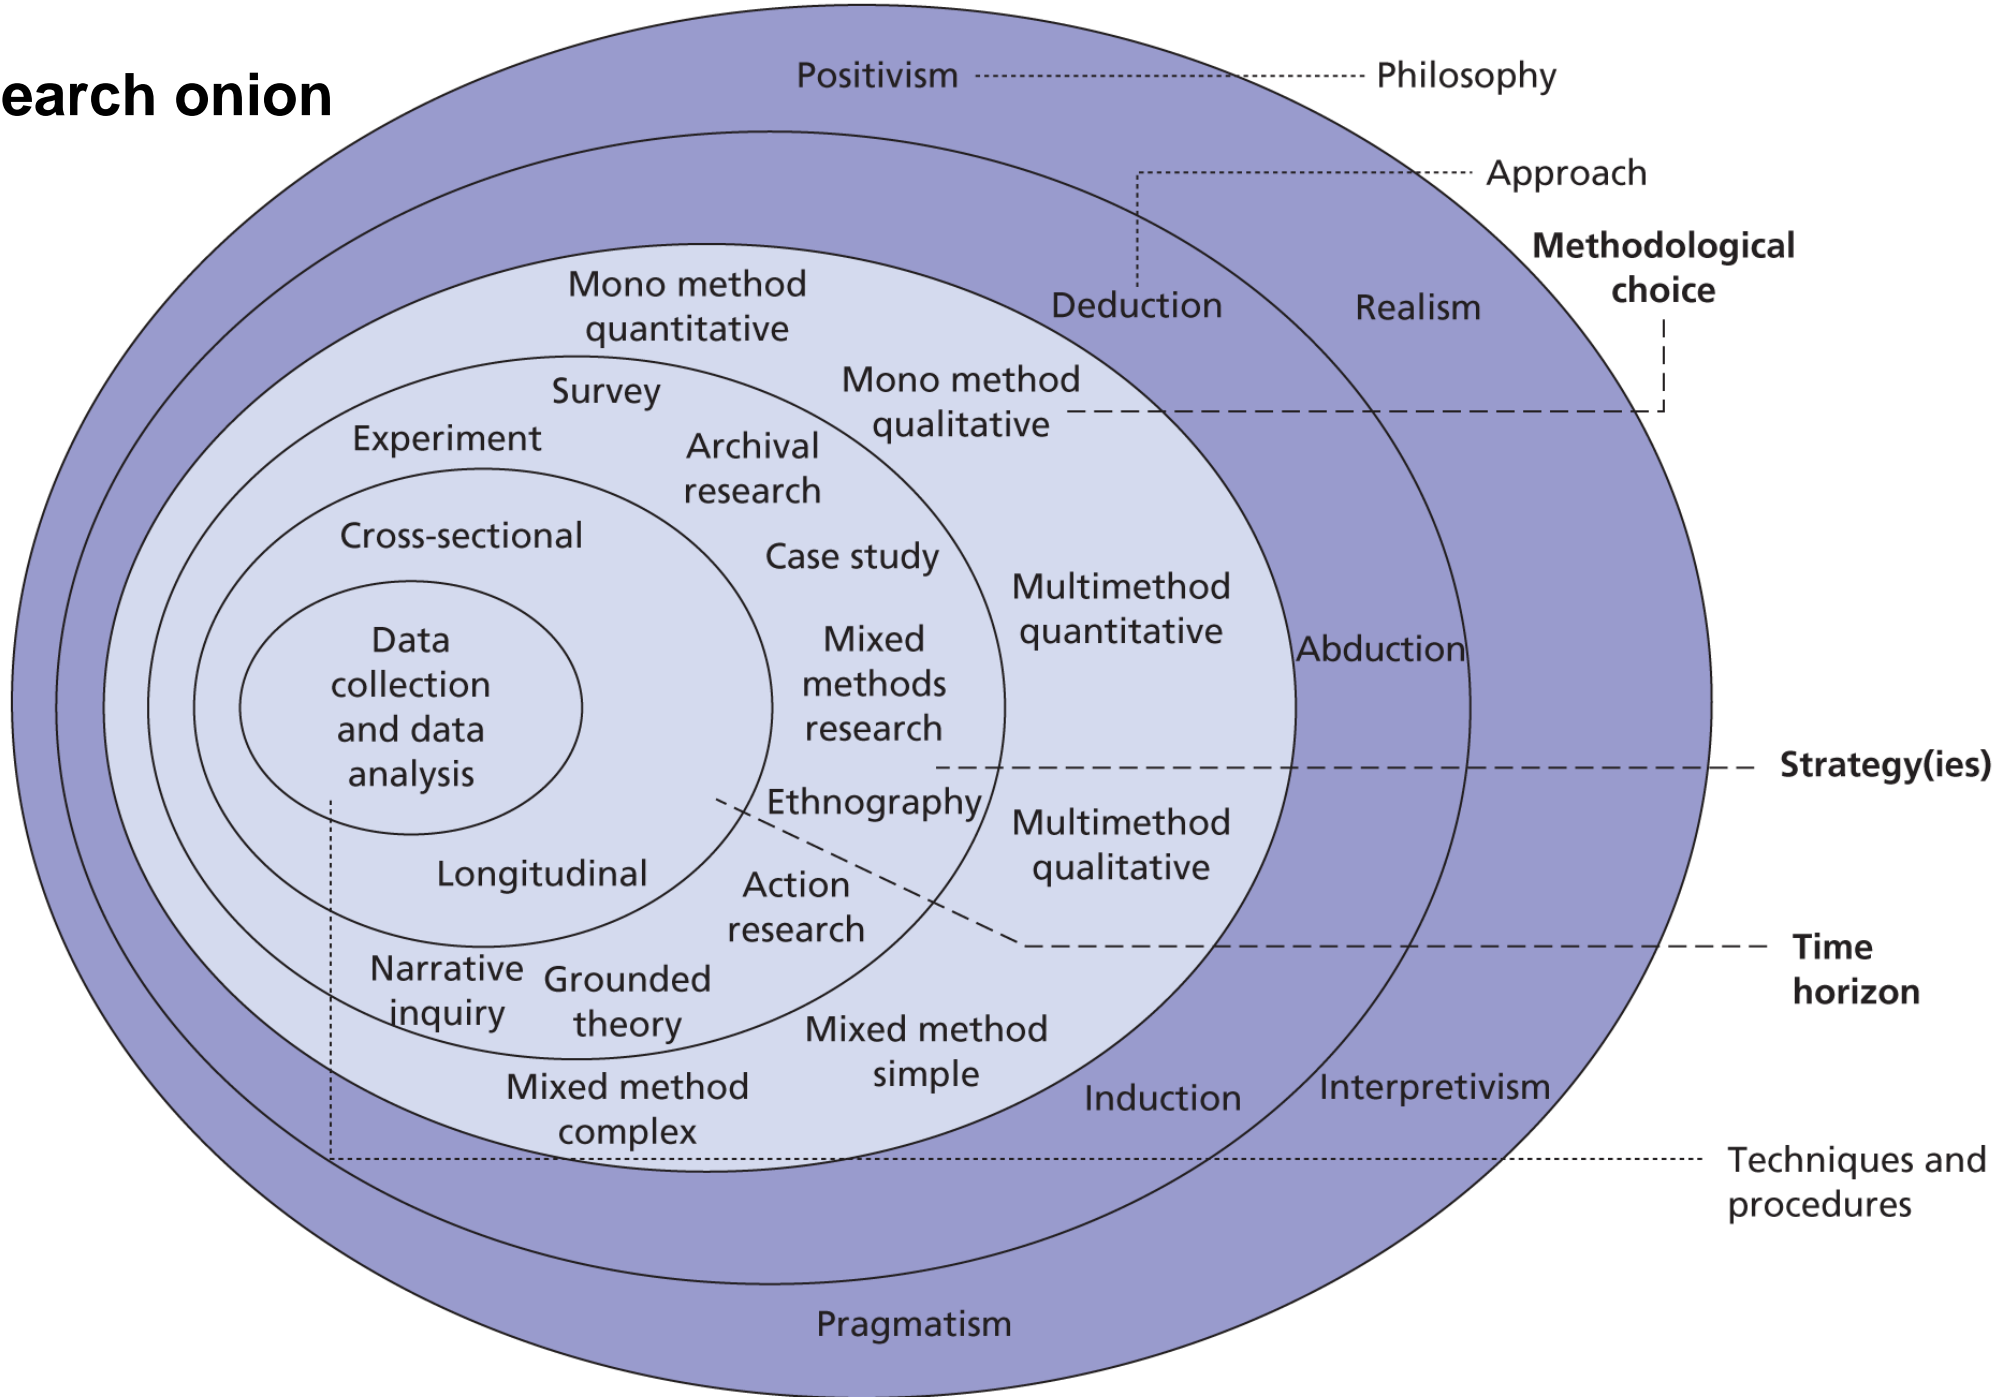 earch onion
Positivism
Philosophy
Approach
Methodological
choice
Mono method
quantitative
Deduction
Realism
Survey
Mono method
qualitative
Experiment
Archival
research
Cross-sectional
Case study
Multimethod
quantitative
Data
collection
and data
analysis
Mixed
methods
research
Abduction
Strategy(ies)
Ethnography
Multimethod
qualitative
Longitudinal
Action
research
Time
horizon
Narrative
inquiry
Grounded
theory
Mixed method
simple
Mixed method
complex
Induction
Interpretivism
Techniques and
procedures
Pragmatism